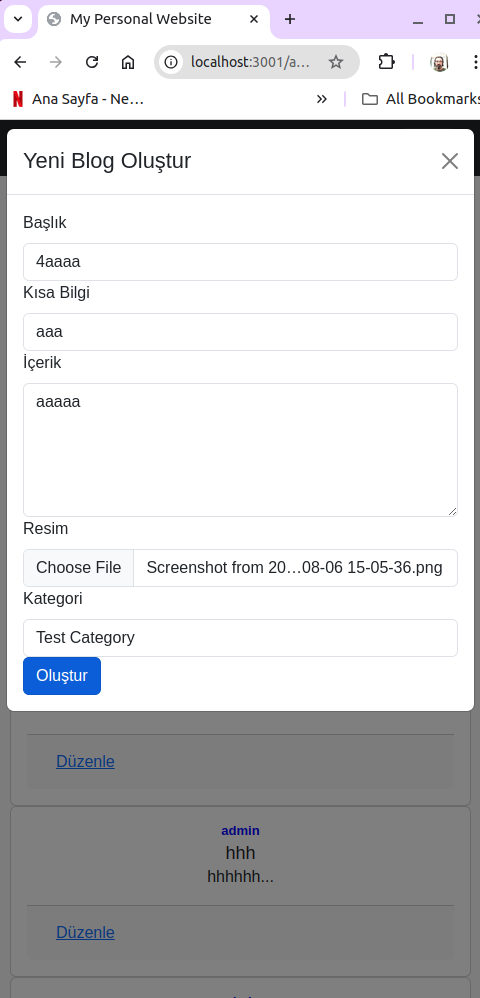 My Personal Website
localhost:3001/a...
Ana Sayfa - Ne...
All Bookmarks
Yeni Blog Oluştur
Başlık
4aaaa
Kısa Bilgi
aaa
İçerik
aaaaa
Resim
Choose File Screenshot from 20...08-06 15-05-36.png
Kategori
Test Category
Oluştur
Düzenle
admin
hhh
hhhhhh...
Düzenle